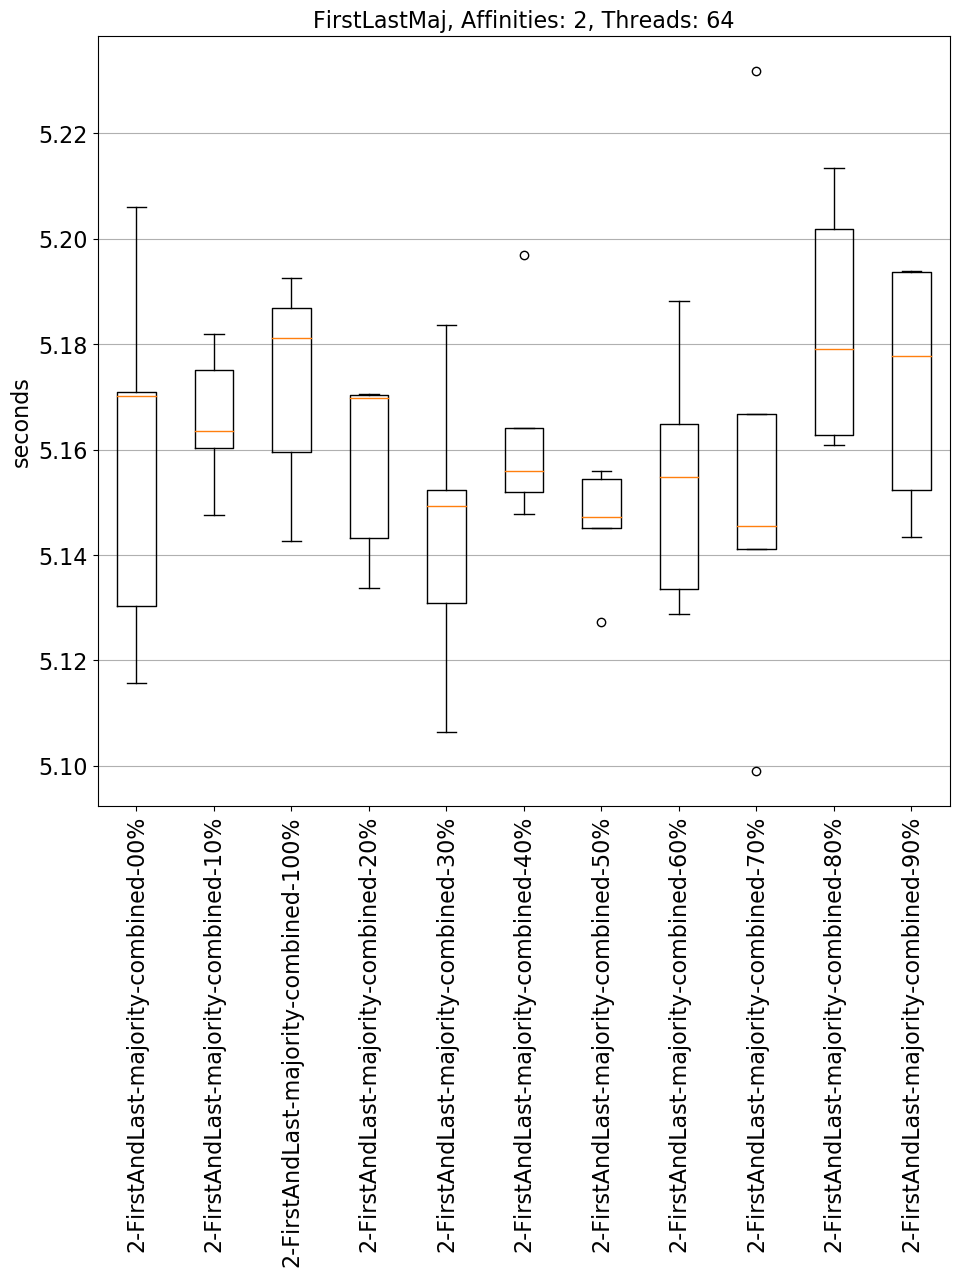 FirstLastMaj, Affinities: 2, Threads: 64
5.22
5.20
5.18
5.16
5.14
5.12
5.10
seconds
2-FirstAndLast-majority-combined-00%
2-FirstAndLast-majority-combined-10%
2-FirstAndLast-majority-combined-100%
2-FirstAndLast-majority-combined-20%
2-FirstAndLast-majority-combined-30%
2-FirstAndLast-majority-combined-40%
2-FirstAndLast-majority-combined-50%
2-FirstAndLast-majority-combined-60%
2-FirstAndLast-majority-combined-70%
2-FirstAndLast-majority-combined-80%
2-FirstAndLast-majority-combined-90%